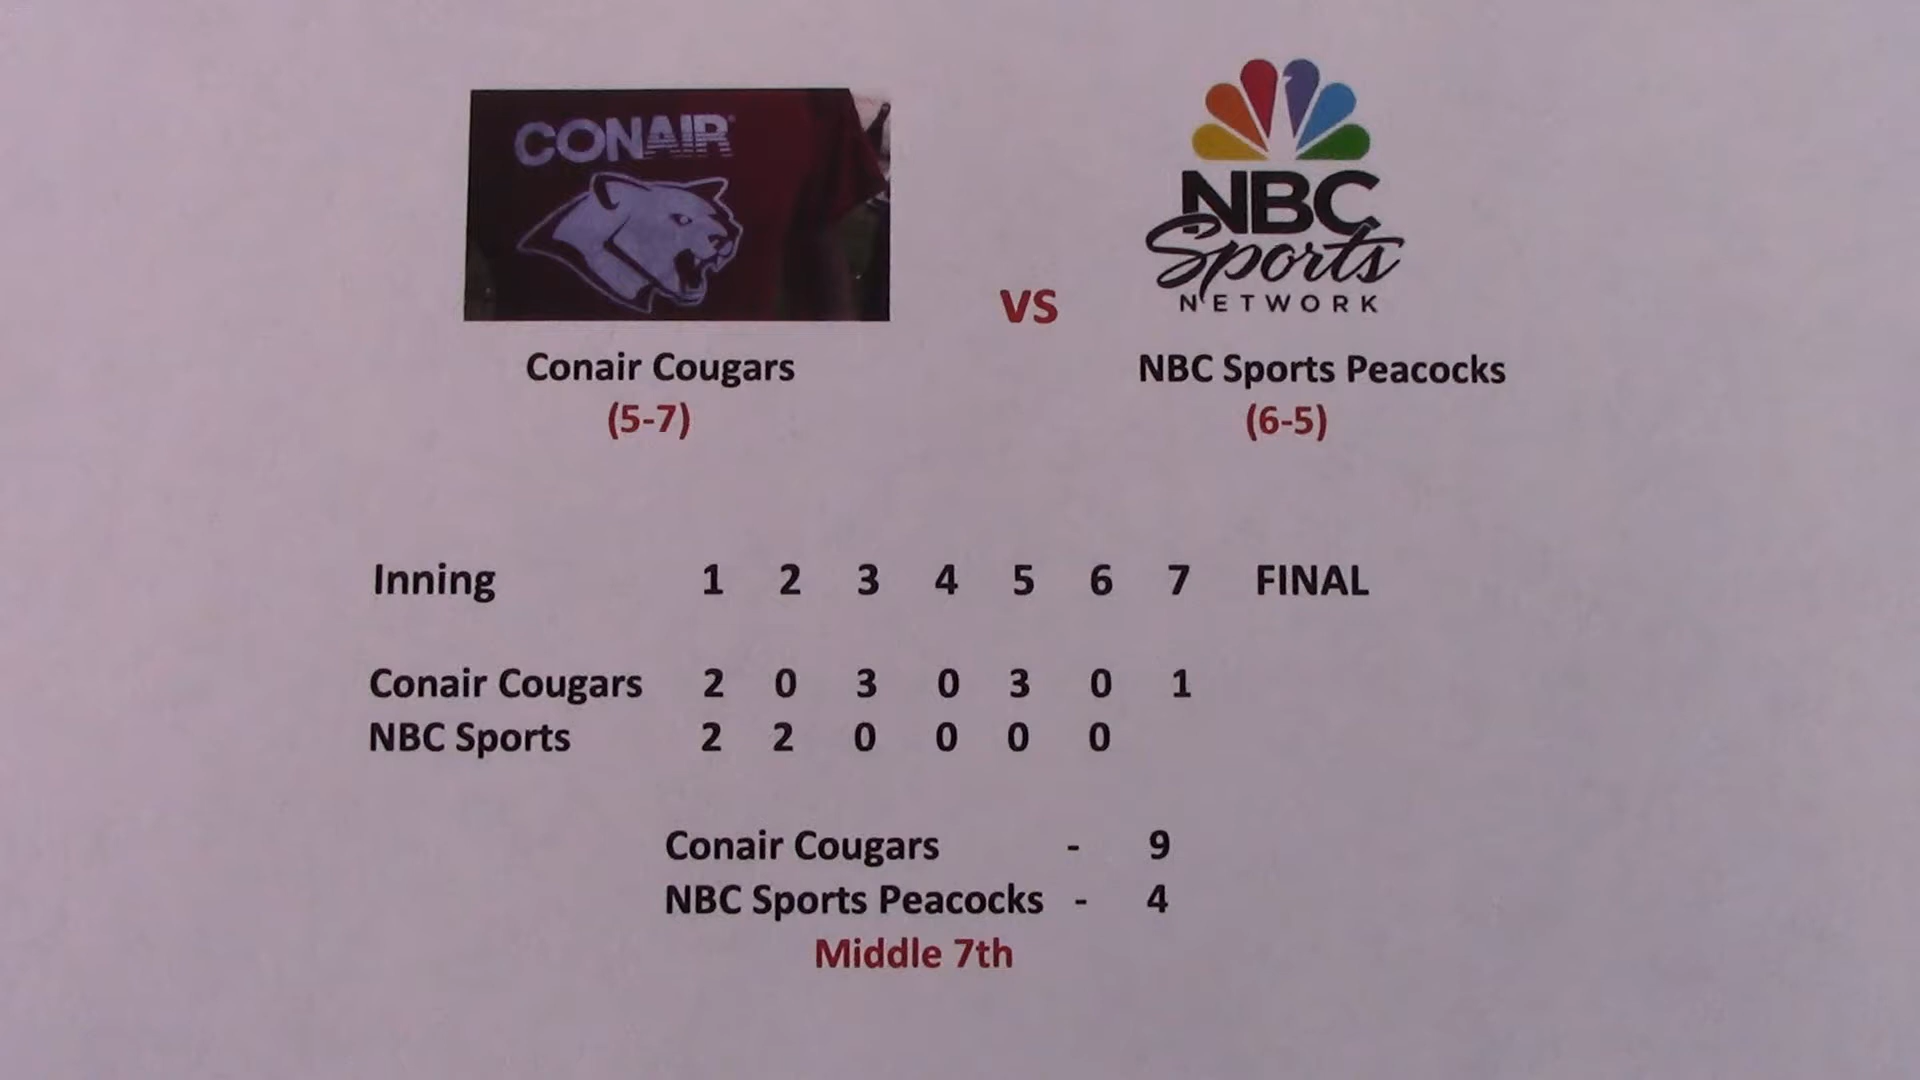 CONAIR
NBC
Sports
NETWORK
VS
Conair Cougars
NBC Sports Peacocks
(5-7)
(6-5)
Inning 1 2 3 4 5 6 7 FINAL
Conair Cougars 2 0 3 0 3 0 1
NBC Sports 2 2 0 0 0 0
Conair Cougars - 9
NBC Sports Peacocks - 4
Middle 7th